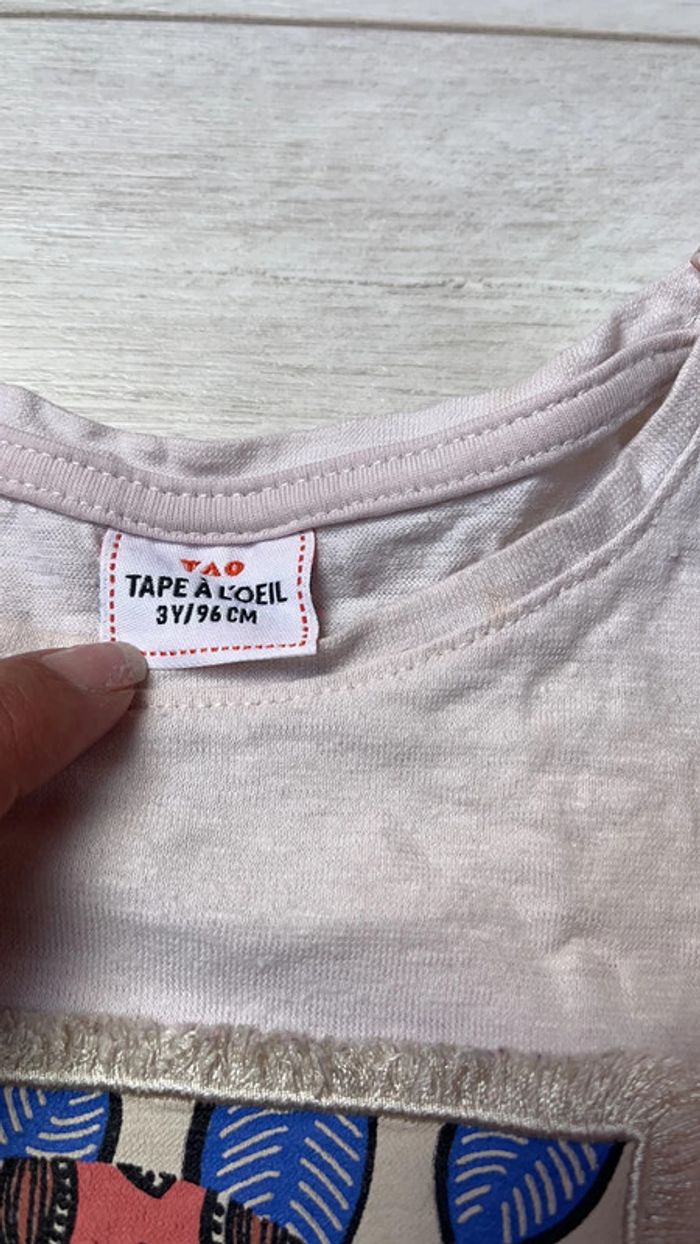 TAO
TAPE À L'OEIL
3Y/96 CM